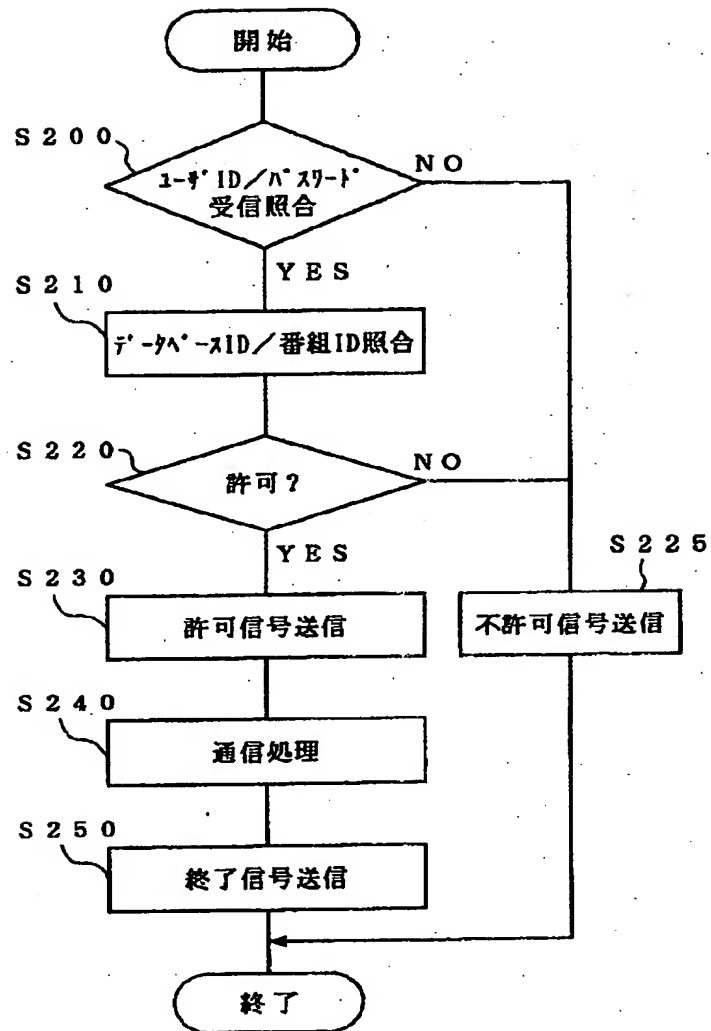 開始
S200
ﾕｰｻﾞID／ﾊﾟｽﾜｰﾄﾞ
受信照合
NO
YES
S210
ﾃﾞｰﾀﾍﾞｰｽID／番組ID照合
S220
許可？
NO
YES
S225
S230
許可信号送信
不許可信号送信
S240
通信処理
S250
終了信号送信
終了